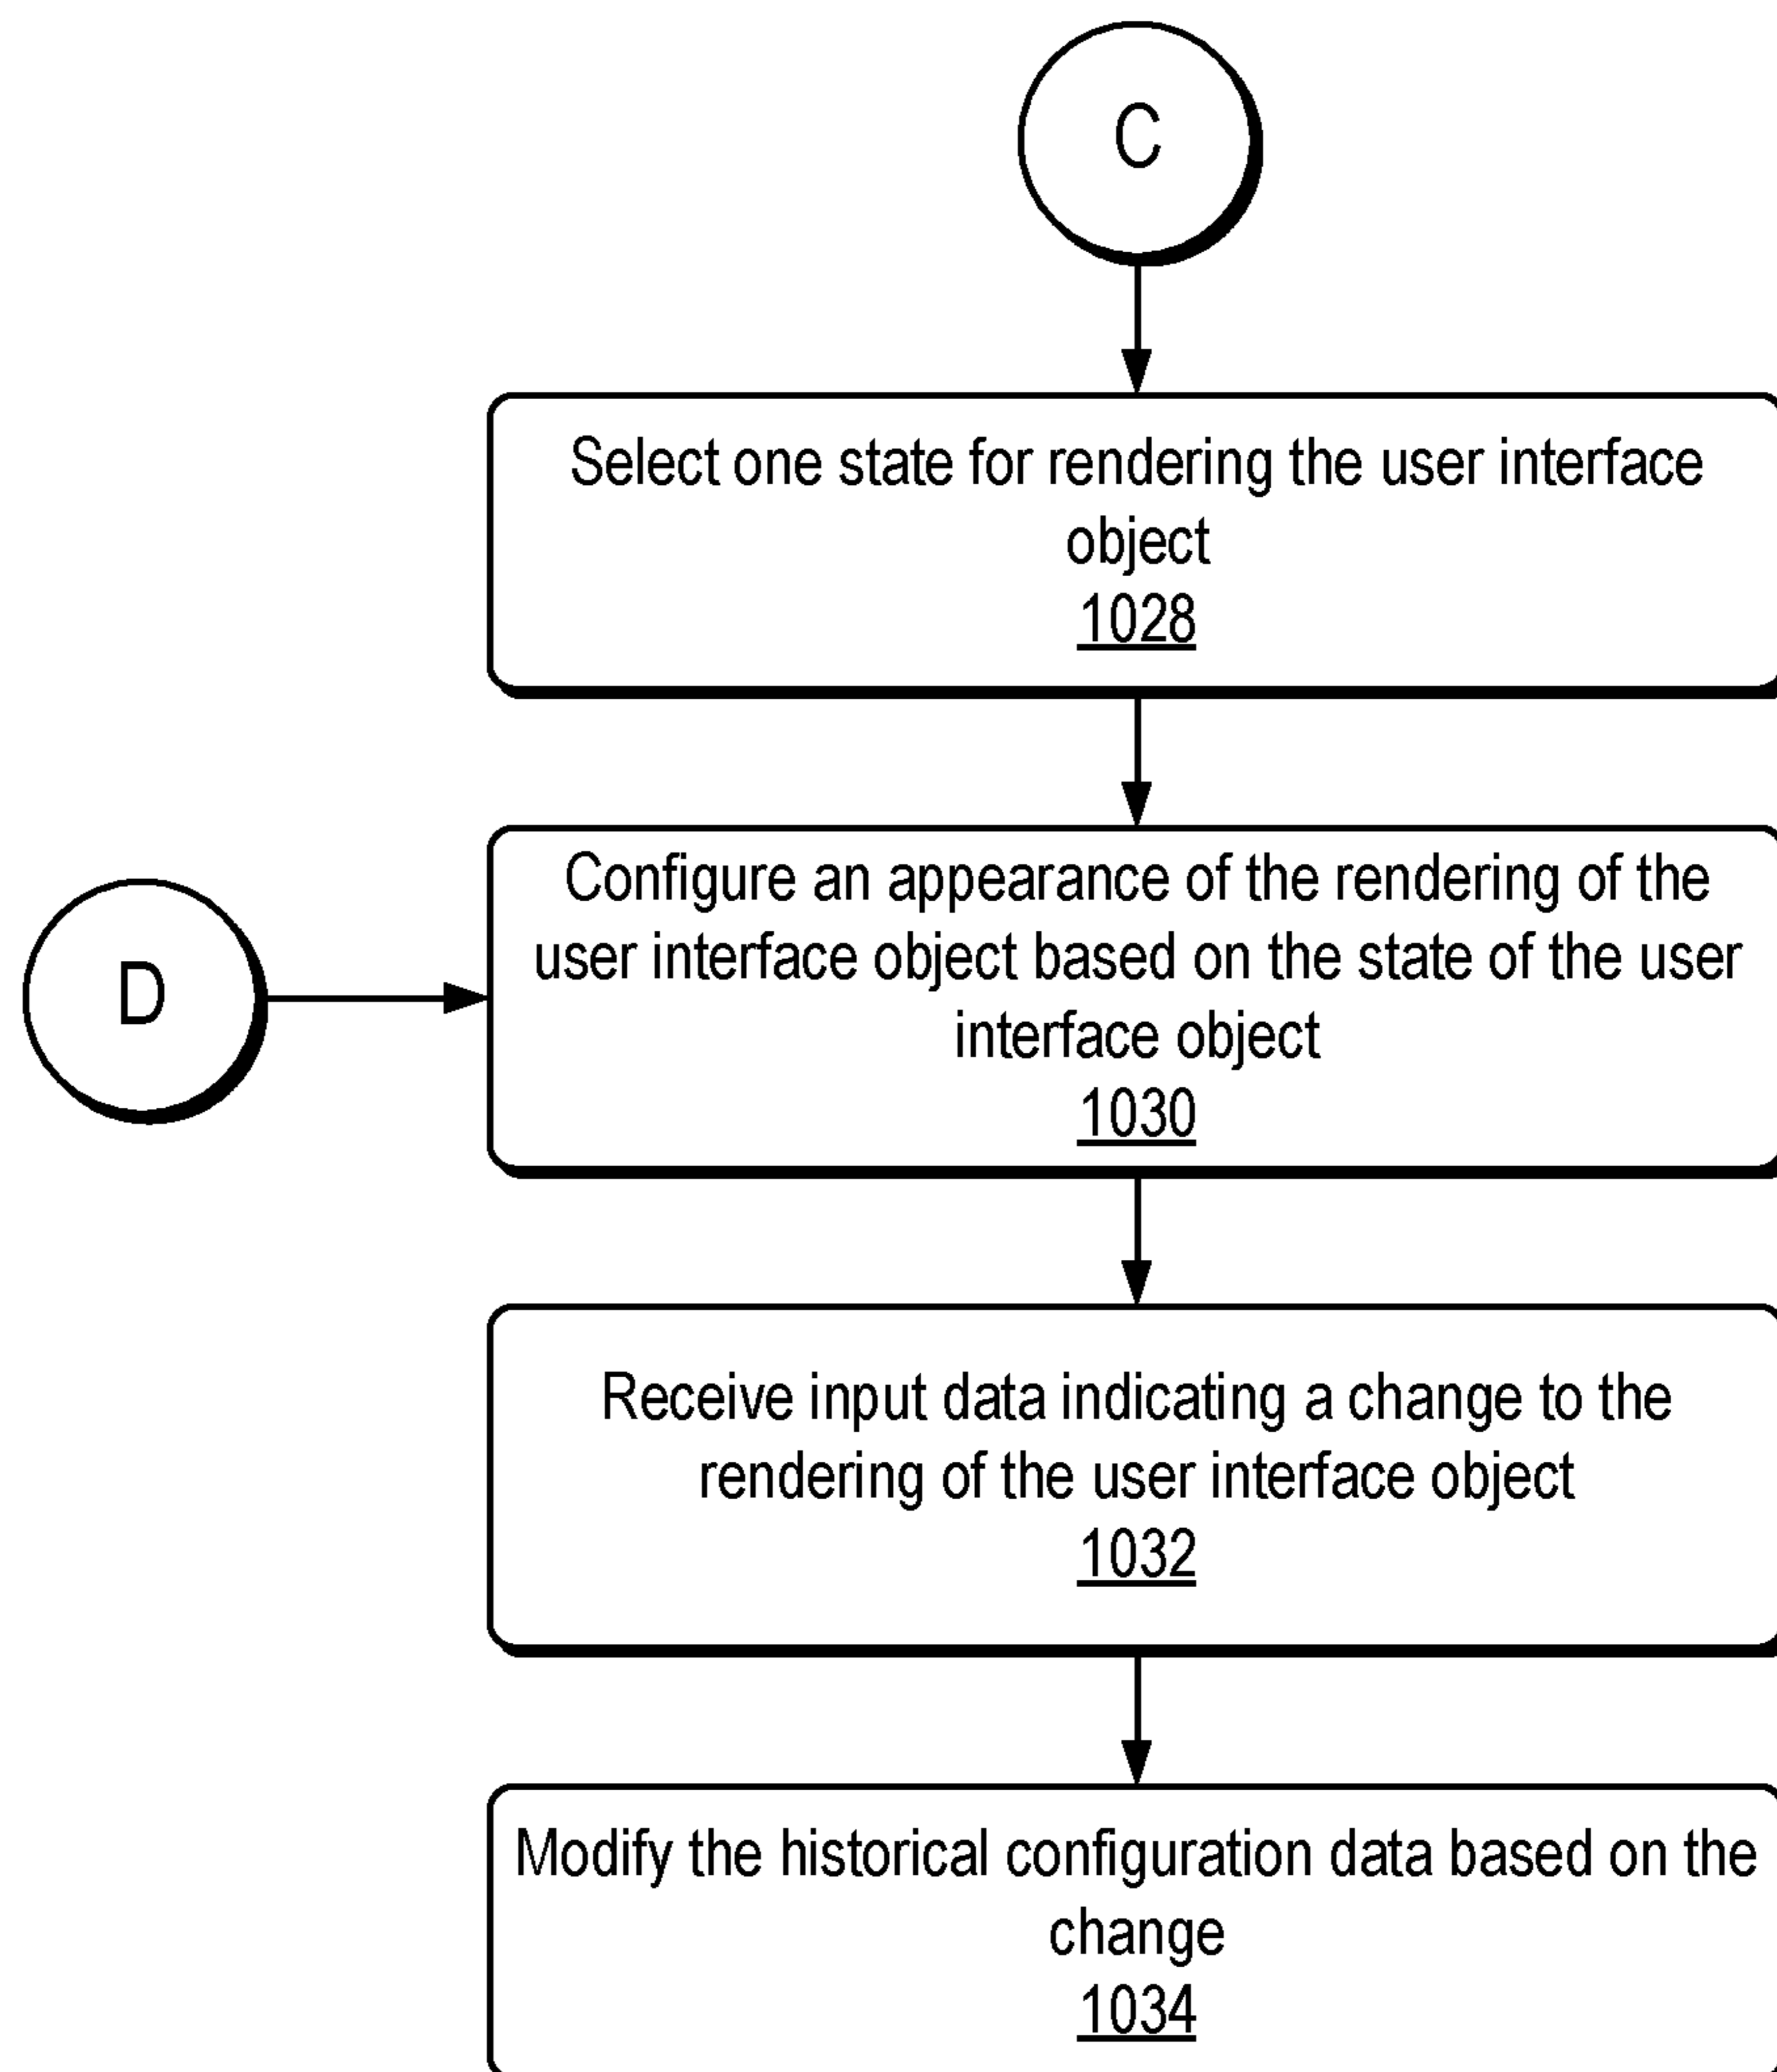 C
Select one state for rendering the user interface
object
1028
Configure an appearance of the rendering of the
user interface object based on the state of the user
interface object
1030
D
Receive input data indicating a change to the
rendering of the user interface object
1032
Modify the historical configuration data based on the
change
1034